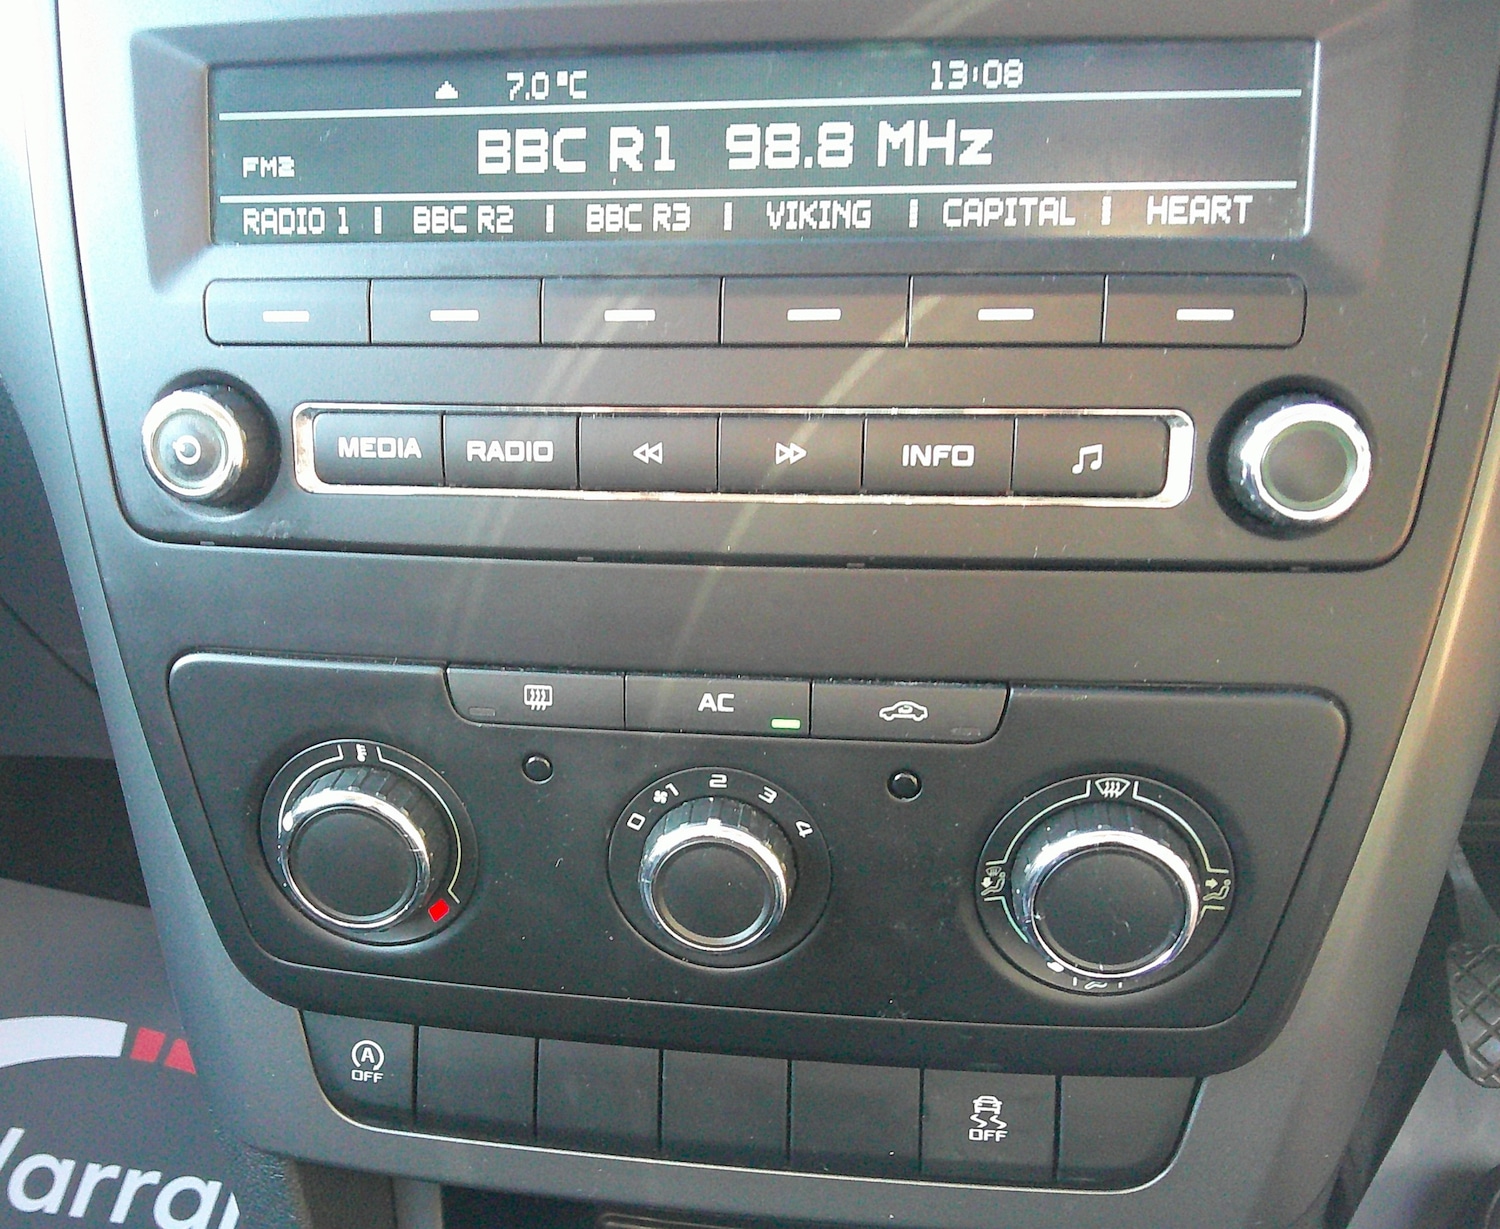 7.0 °C 13:08
FM2 BBC R1 98.8 MHz
RADIO 1 | BBC R2 | BBC R3 | VIKING | CAPITAL | HEART
MEDIA RADIO INFO
AC
0 1 2 3 4
A
OFF
OFF